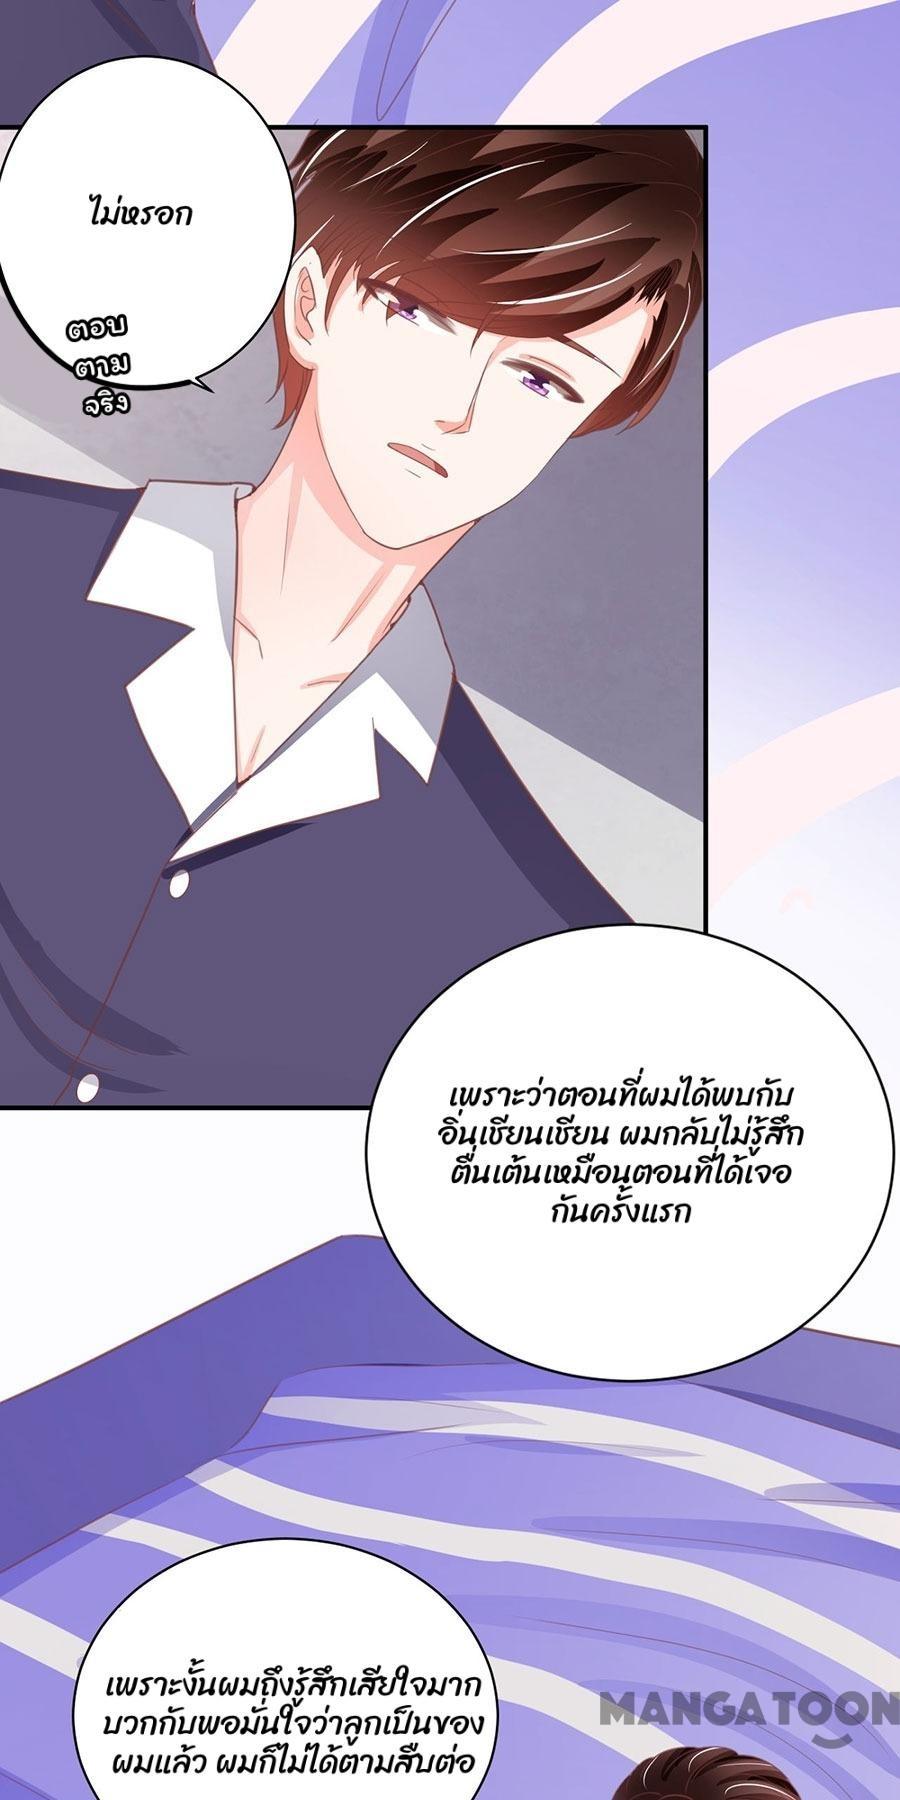 ไม่หรอก
ตอบ
ตาม
จริง
เพราะว่าตอนที่ผมได้พบกับ
อิ๋นเชียนเชียน ผมกลับไม่รู้สึก
ตื่นเต้นเหมือนตอนที่ได้เจอ
กันครั้งแรก
เพราะงั้นผมถึงรู้สึกเสียใจมาก
บวกกับพอมั่นใจว่าลูกเป็นของ
ผมแล้ว ผมก็ไม่ได้ตามสืบต่อ
MANGATOON